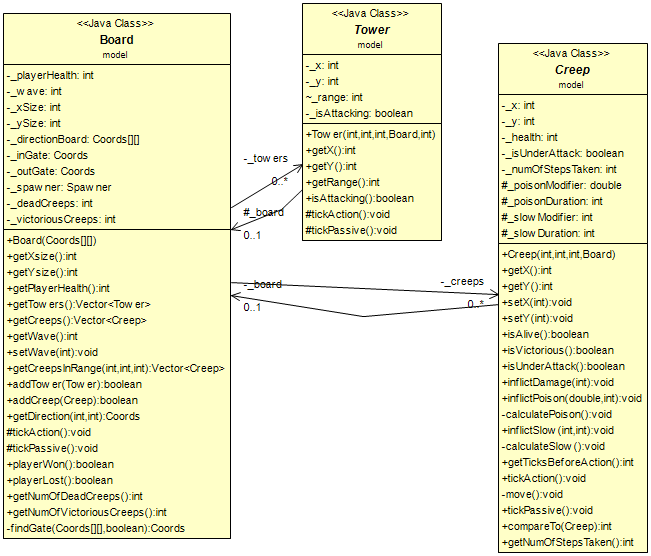 <<Java Class>>
Board
model
-_playerHealth: int
-_wave: int
-_xSize: int
-_ySize: int
-_directionBoard: Coords[][]
-_inGate: Coords
-_outGate: Coords
-_spawner: Spawner
-_deadCreeps: int
-_victoriousCreeps: int
+Board(Coords[][])
+getXsize():int
+getYsize():int
+getPlayerHealth():int
+getTowers():Vector<Tower>
+getCreeps():Vector<Creep>
+getWave():int
+setWave(int):void
+getCreepsInRange(int,int,int):Vector<Creep>
+addTower(Tower):boolean
+addCreep(Creep):boolean
+getDirection(int,int):Coords
#tickAction():void
#tickPassive():void
+playerWon():boolean
+playerLost():boolean
+getNumOfDeadCreeps():int
+getNumOfVictoriousCreeps():int
-findGate(Coords[][],boolean):Coords
-_towers
0..*
#_board
0..1
-_board
0..1
-_creeps
0..*
<<Java Class>>
Tower
model
-_x: int
-_y: int
~_range: int
-_isAttacking: boolean
+Tower(int,int,int,Board,int)
+getX():int
+getY():int
+getRange():int
+isAttacking():boolean
#tickAction():void
#tickPassive():void
<<Java Class>>
Creep
model
-_x: int
-_y: int
-_health: int
-_isUnderAttack: boolean
-_numOfStepsTaken: int
#_poisonModifier: double
#_poisonDuration: int
#_slowModifier: int
#_slowDuration: int
+Creep(int,int,int,Board)
+getX():int
+getY():int
+setX(int):void
+setY(int):void
+isAlive():boolean
+isVictorious():boolean
+isUnderAttack():boolean
+inflictDamage(int):void
+inflictPoison(double,int):void
-calculatePoison():void
+inflictSlow(int,int):void
-calculateSlow():void
+getTicksBeforeAction():int
+tickAction():void
-move():void
+tickPassive():void
+compareTo(Creep):int
+getNumOfStepsTaken():int